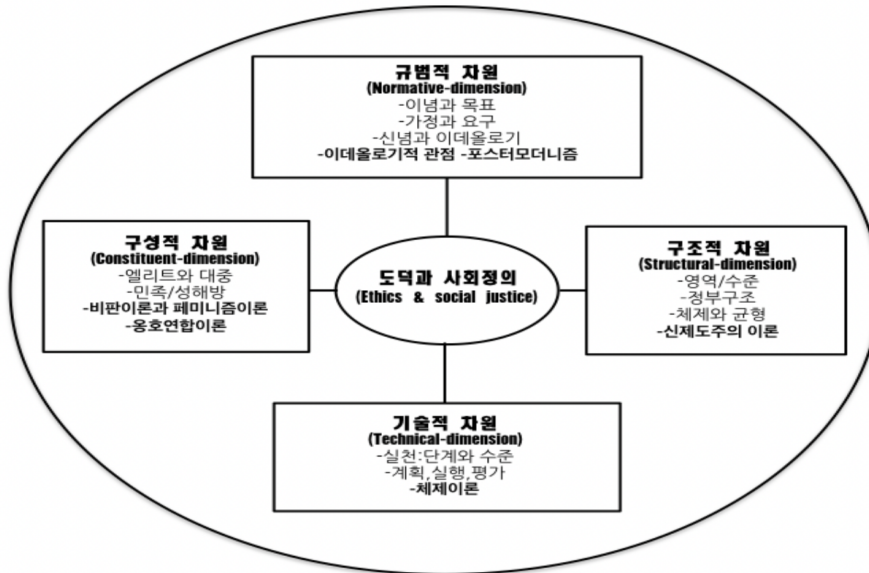 규범적 차원
(Normative-dimension)
-이념과 목표
-가정과 요구
-신념과 이데올로기
-이데올로기적 관점 -포스터모더니즘
구성적 차원
(Constituent-dimension)
-엘리트와 대중
-민족/성해방
-비판이론과 페미니즘이론
-옹호연합이론
도덕과 사회정의
(Ethics & social justice)
구조적 차원
(Structural-dimension)
-영역/수준
-정부구조
-체제와 균형
-신제도주의 이론
기술적 차원
(Technical-dimension)
-실천:단계와 수준
-계획,실행,평가
-체제이론